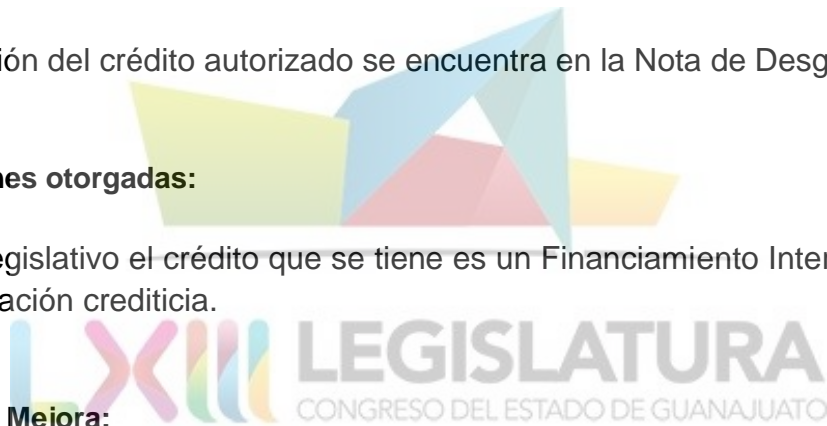 ión del crédito autorizado se encuentra en la Nota de Desg
nes otorgadas:
egislativo el crédito que se tiene es un Financiamiento Inter
ación crediticia.
LXIII LEGISLATURA
CONGRESO DEL ESTADO DE GUANAJUATO
Mejora: